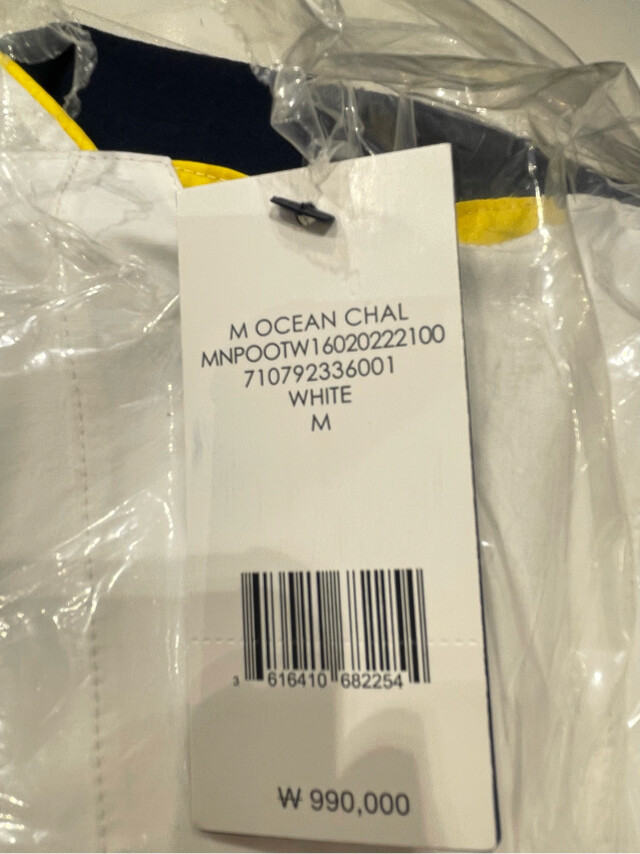 M OCEAN CHAL
MNPOOTW16020222100
710792336001
WHITE
M
3 616410 682254
₩ 990,000